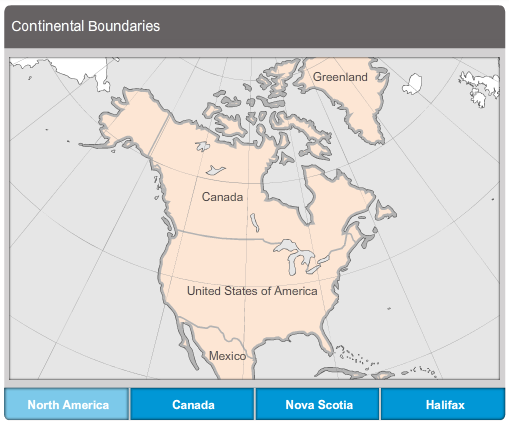 Continental Boundaries
Greenland
Canada
United States of America
Mexico
North America
Canada
Nova Scotia
Halifax